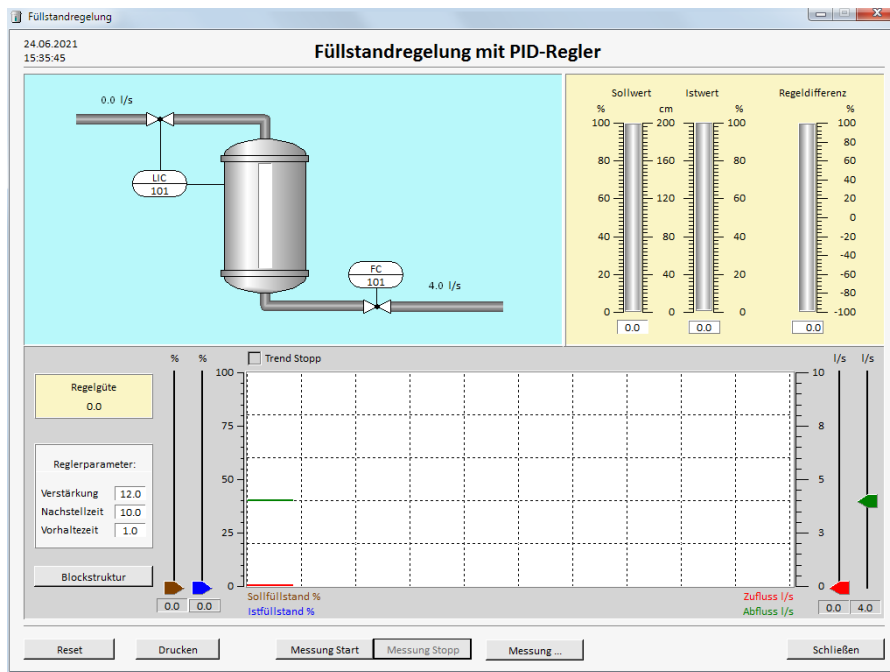 Füllstandregelung
24.06.2021
15:35:45
Füllstandregelung mit PID-Regler
0.0 l/s
LIC
101
FC
101
4.0 l/s
Sollwert Istwert Regeldifferenz
% cm % %
100 200 100 100
80
80 160 80 60
40
60 120 60 20
0
40 80 40 -20
-40
20 40 20 -60
-80
0 0 0 -100
0.0 0.0 0.0
% % Trend Stopp l/s l/s
100 10
Regelgüte
0.0
75 8
Reglerparameter:
50 5
Verstärkung 12.0
Nachstellzeit 10.0
Vorhaltezeit 1.0
25 3
Blockstruktur
0 0
0.0 0.0 Sollfüllstand % Zufluss l/s 0.0 4.0
Istfüllstand % Abfluss l/s
Reset Drucken Messung Start Messung Stopp Messung ... Schließen